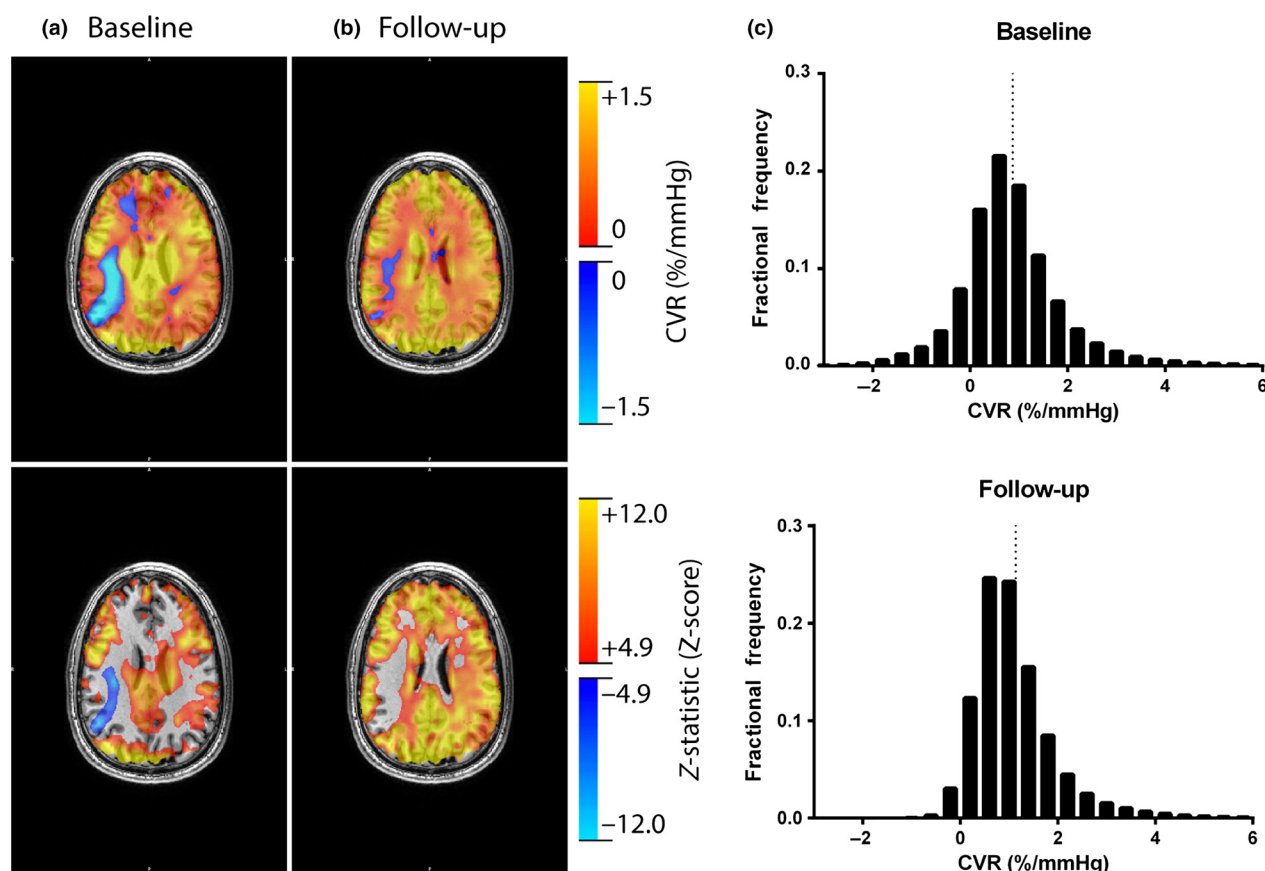 (a) Baseline
(b) Follow-up
+1.5
0
0
−1.5
CVR (%/mmHg)
+12.0
+4.9
−4.9
−12.0
Z-statistic (Z-score)
(c)
Baseline
0.3
0.2
0.1
0.0
Fractional frequency
−2 0 2 4 6
CVR (%/mmHg)
Follow-up
0.3
0.2
0.1
0.0
Fractional frequency
−2 0 2 4 6
CVR (%/mmHg)